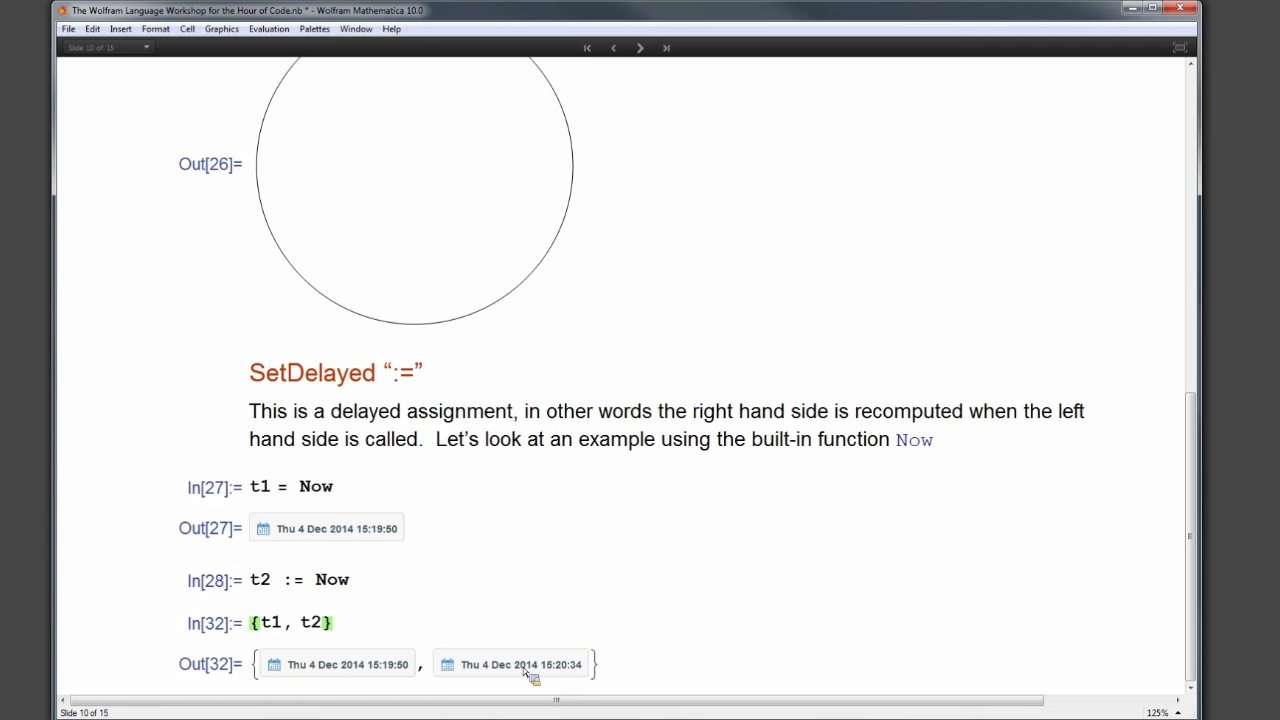 The Wolfram Language Workshop for the Hour of Code.nb * - Wolfram Mathematica 10.0
File Edit Insert Format Cell Graphics Evaluation Palettes Window Help
Slide 10 of 15
Out[26]=
SetDelayed “:=”
This is a delayed assignment, in other words the right hand side is recomputed when the left
hand side is called. Let’s look at an example using the built-in function Now
In[27]:= t1 = Now
Out[27]= Thu 4 Dec 2014 15:19:50
In[28]:= t2 := Now
In[32]:= {t1, t2}
Out[32]= { Thu 4 Dec 2014 15:19:50 , Thu 4 Dec 2014 15:20:34 }
Slide 10 of 15 125%